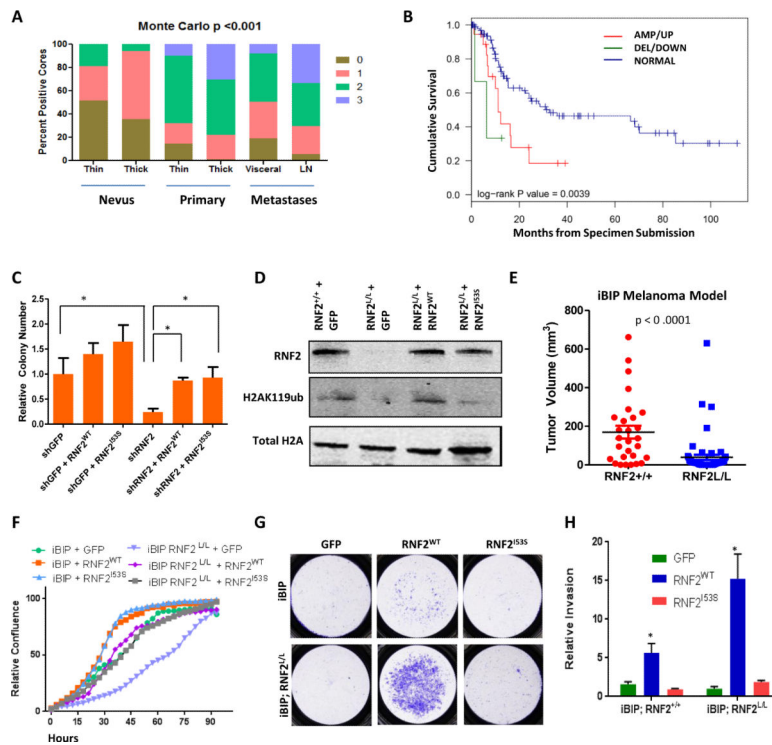 A
Monte Carlo p <0.001
Percent Positive Cores
100
80
60
40
20
0
0
1
2
3
Thin Thick Thin Thick Visceral LN
Nevus Primary Metastases
B
Cumulative Survival
1.0
0.8
0.6
0.4
0.2
0.0
AMP/UP
DEL/DOWN
NORMAL
log-rank P value = 0.0039
0 20 40 60 80 100
Months from Specimen Submission
C
Relative Colony Number
2.5
2.0
1.5
1.0
0.5
0.0
* * *
shGFP
shGFP + RNF2WT
shGFP + RNF2I53S
shRNF2
shRNF2 + RNF2WT
shRNF2 + RNF2I53S
D
RNF2+/+ + GFP
RNF2L/L + GFP
RNF2L/L + RNF2WT
RNF2L/L + RNF2I53S
RNF2
H2AK119ub
Total H2A
E
iBIP Melanoma Model
p < 0 .0001
Tumor Volume (mm3)
800
600
400
200
0
RNF2+/+ RNF2L/L
F
iBIP + GFP
iBIP + RNF2WT
iBIP + RNF2I53S
iBIP RNF2 L/L + GFP
iBIP RNF2 L/L + RNF2WT
iBIP RNF2 L/L + RNF2I53S
Relative Confluence
100
50
0
0 15 30 45 60 75 90
Hours
G
GFP RNF2WT RNF2I53S
iBIP
iBIP; RNF2L/L
H
GFP
RNF2WT
RNF2I53S
Relative Invasion
20
15
10
5
0
* *
iBIP; RNF2+/+ iBIP; RNF2L/L